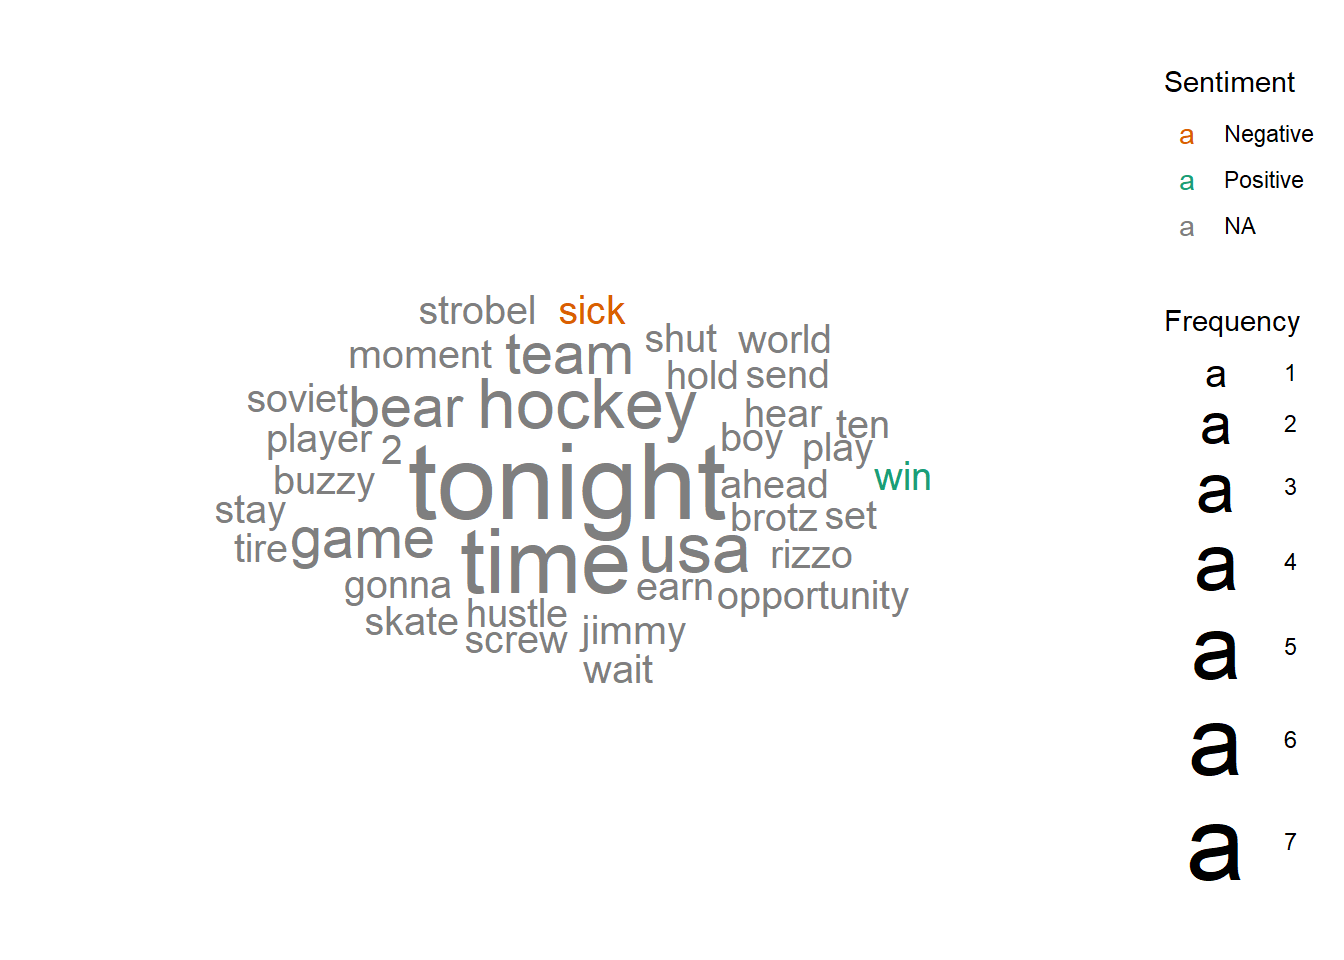 strobel sick
shut world
moment team
hold send
soviet bear hockey
hear ten
player 2 boy play
tonight
buzzy ahead win
stay brotz set
tire game time usa rizzo
gonna earn opportunity
skate hustle
screw jimmy
wait
Sentiment
a Negative
a Positive
a NA
Frequency
a 1
a 2
a 3
a 4
a 5
a 6
a 7